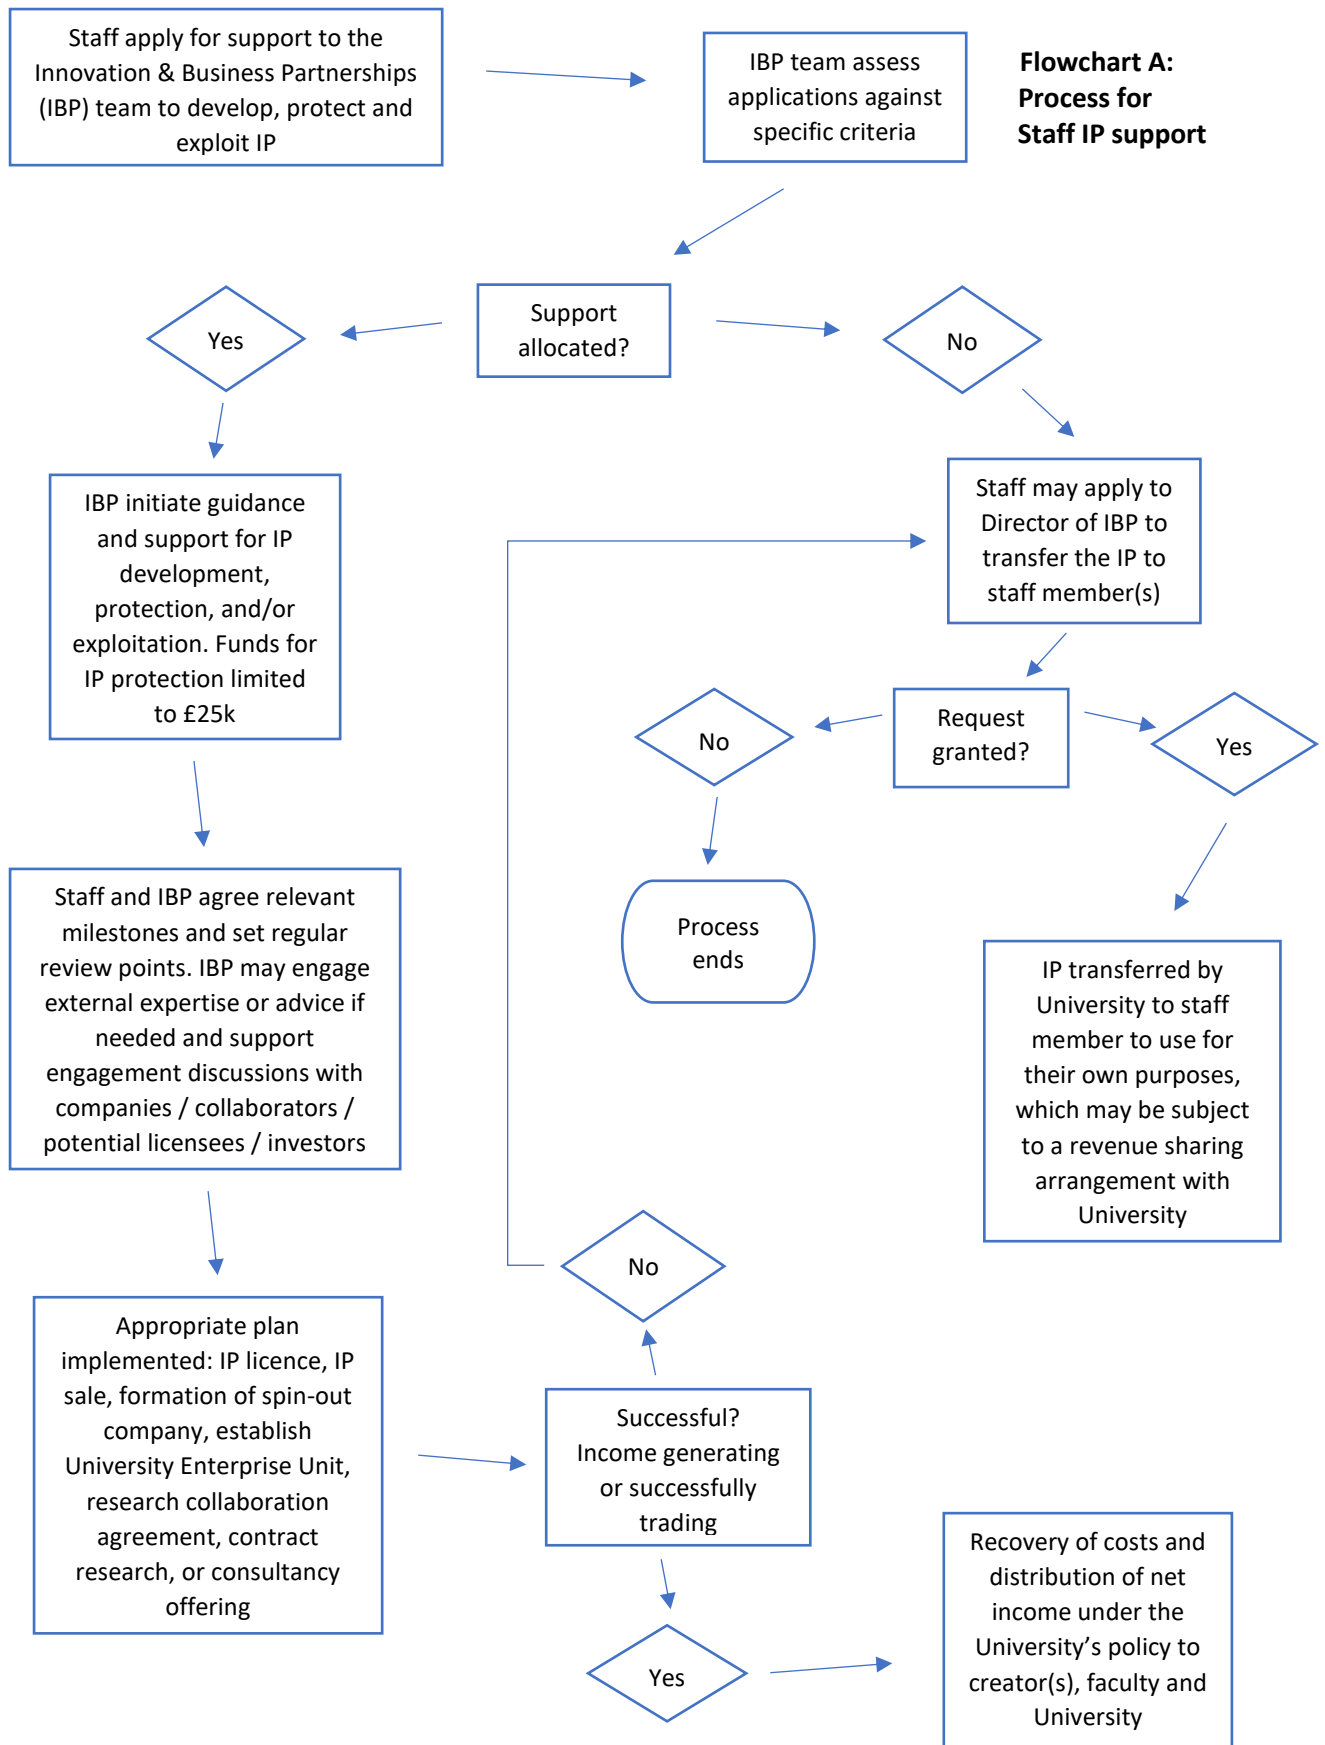 Staff apply for support to the
Innovation & Business Partnerships
(IBP) team to develop, protect and
exploit IP
IBP team assess
applications against
specific criteria
Flowchart A:
Process for
Staff IP support
Support
allocated?
Yes
No
IBP initiate guidance
and support for IP
development,
protection, and/or
exploitation. Funds for
IP protection limited
to £25k
Staff may apply to
Director of IBP to
transfer the IP to
staff member(s)
Request
granted?
No
Yes
Process
ends
IP transferred by
University to staff
member to use for
their own purposes,
which may be subject
to a revenue sharing
arrangement with
University
Staff and IBP agree relevant
milestones and set regular
review points. IBP may engage
external expertise or advice if
needed and support
engagement discussions with
companies / collaborators /
potential licensees / investors
Appropriate plan
implemented: IP licence, IP
sale, formation of spin-out
company, establish
University Enterprise Unit,
research collaboration
agreement, contract
research, or consultancy
offering
No
Successful?
Income generating
or successfully
trading
Yes
Recovery of costs and
distribution of net
income under the
University’s policy to
creator(s), faculty and
University